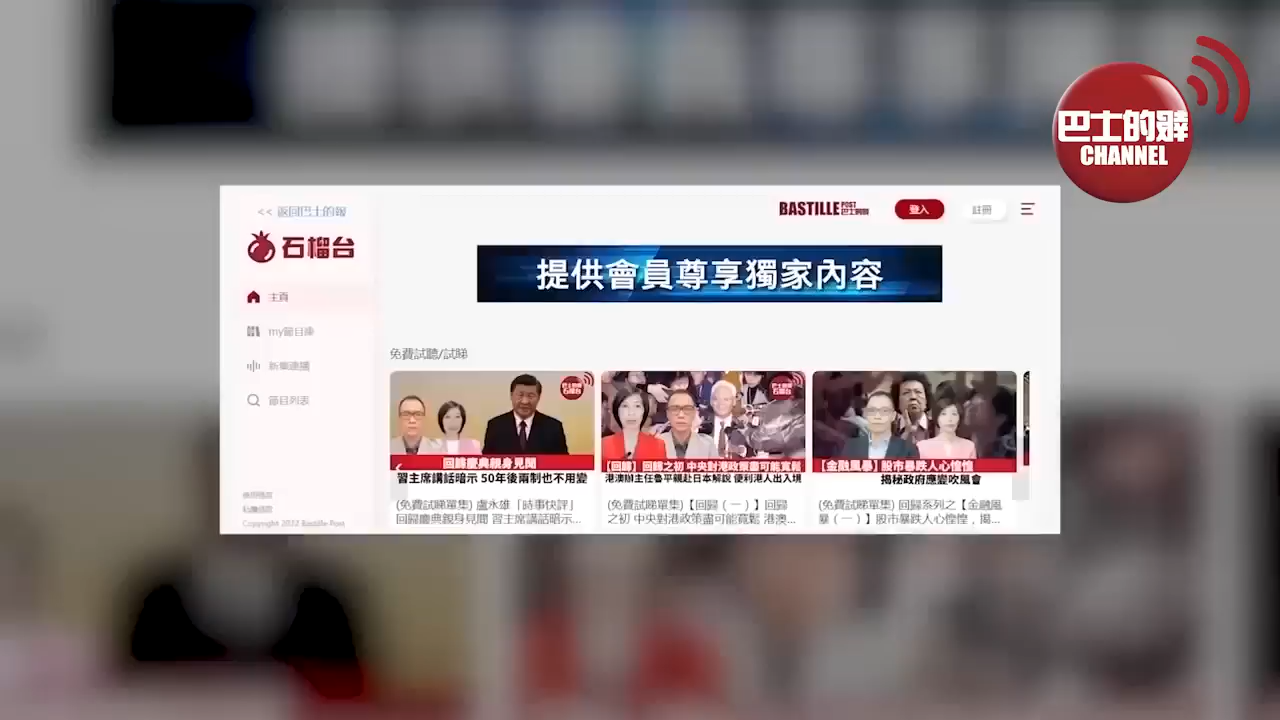 巴士的報
CHANNEL
<< 返回巴士的報
BASTILLE POST
巴士的報
登入
註冊
石榴台
提供會員尊享獨家內容
主頁
my節目庫
新單連播
節目列表
免費試聽/試睇
回歸慶典親身見聞
習主席講話暗示 50年後兩制也不用變
(免費試睇單集) 盧永雄「時事快評」
回歸慶典親身見聞 習主席講話暗示...
【回歸】回歸之初 中央對港政策盡可能寬鬆
港澳辦主任魯平親赴日本解說 便利港人出入境
(免費試睇單集)【回歸（一）】回歸
之初 中央對港政策盡可能寬鬆 港澳...
【金融風暴】股市暴跌人心惶惶
揭秘政府應變吹風會
(免費試睇單集) 回歸系列之【金融風
暴（一）】股市暴跌人心惶惶，揭...
Copyright 2022 Bastille Post